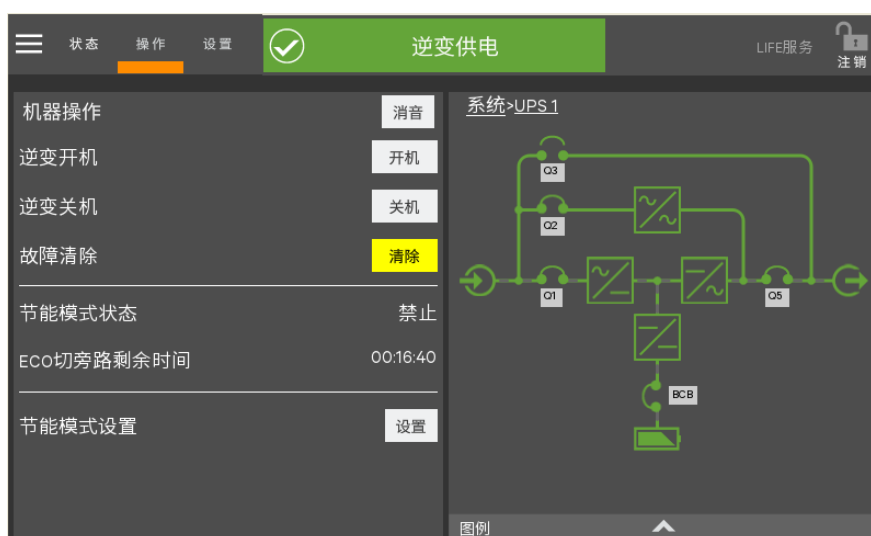 状态 操作 设置 逆变供电 LIFE服务 注销
机器操作 消音
逆变开机 开机
逆变关机 关机
故障清除 清除
节能模式状态 禁止
ECO切旁路剩余时间 00:16:40
节能模式设置 设置
系统>UPS 1
Q3
Q2
Q1
Q5
BCB
图例